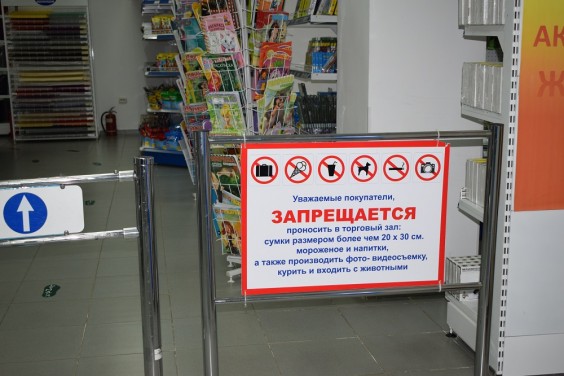 Уважаемые покупатели,
ЗАПРЕЩАЕТСЯ
проносить в торговый зал:
сумки размером более чем 20 х 30 см.
мороженое и напитки,
а также производить фото- видеосъемку,
курить и входить с животными
АК
Ж